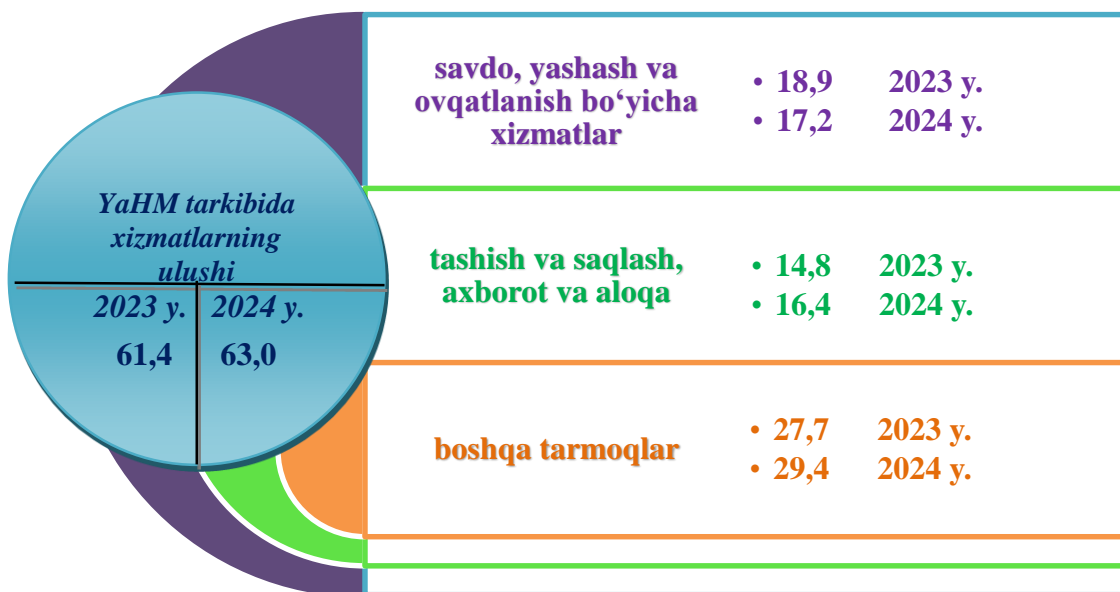 YaHM tarkibida
xizmatlarning
ulushi
2023 y. 2024 y.
61,4 63,0
savdo, yashash va
ovqatlanish bo‘yicha
xizmatlar
• 18,9 2023 y.
• 17,2 2024 y.
tashish va saqlash,
axborot va aloqa
• 14,8 2023 y.
• 16,4 2024 y.
boshqa tarmoqlar
• 27,7 2023 y.
• 29,4 2024 y.